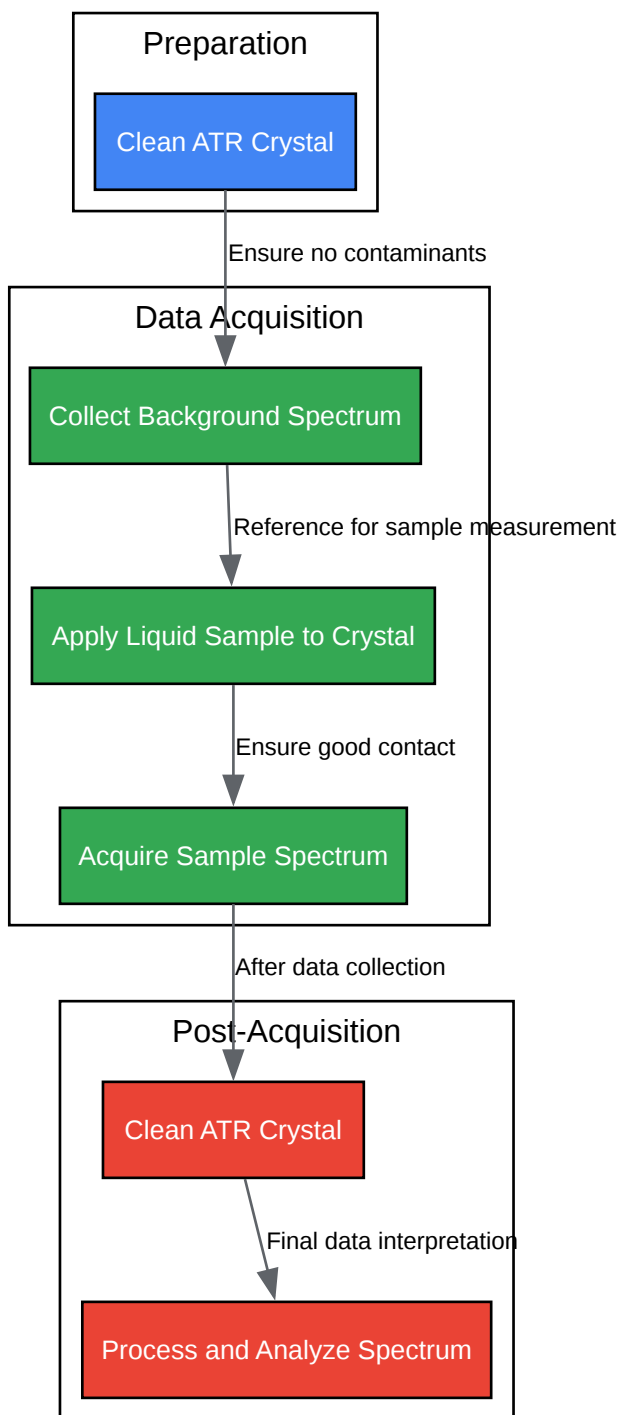 Preparation
Clean ATR Crystal
Ensure no contaminants
Data Acquisition
Collect Background Spectrum
Reference for sample measurement
Apply Liquid Sample to Crystal
Ensure good contact
Acquire Sample Spectrum
After data collection
Post-Acquisition
Clean ATR Crystal
Final data interpretation
Process and Analyze Spectrum